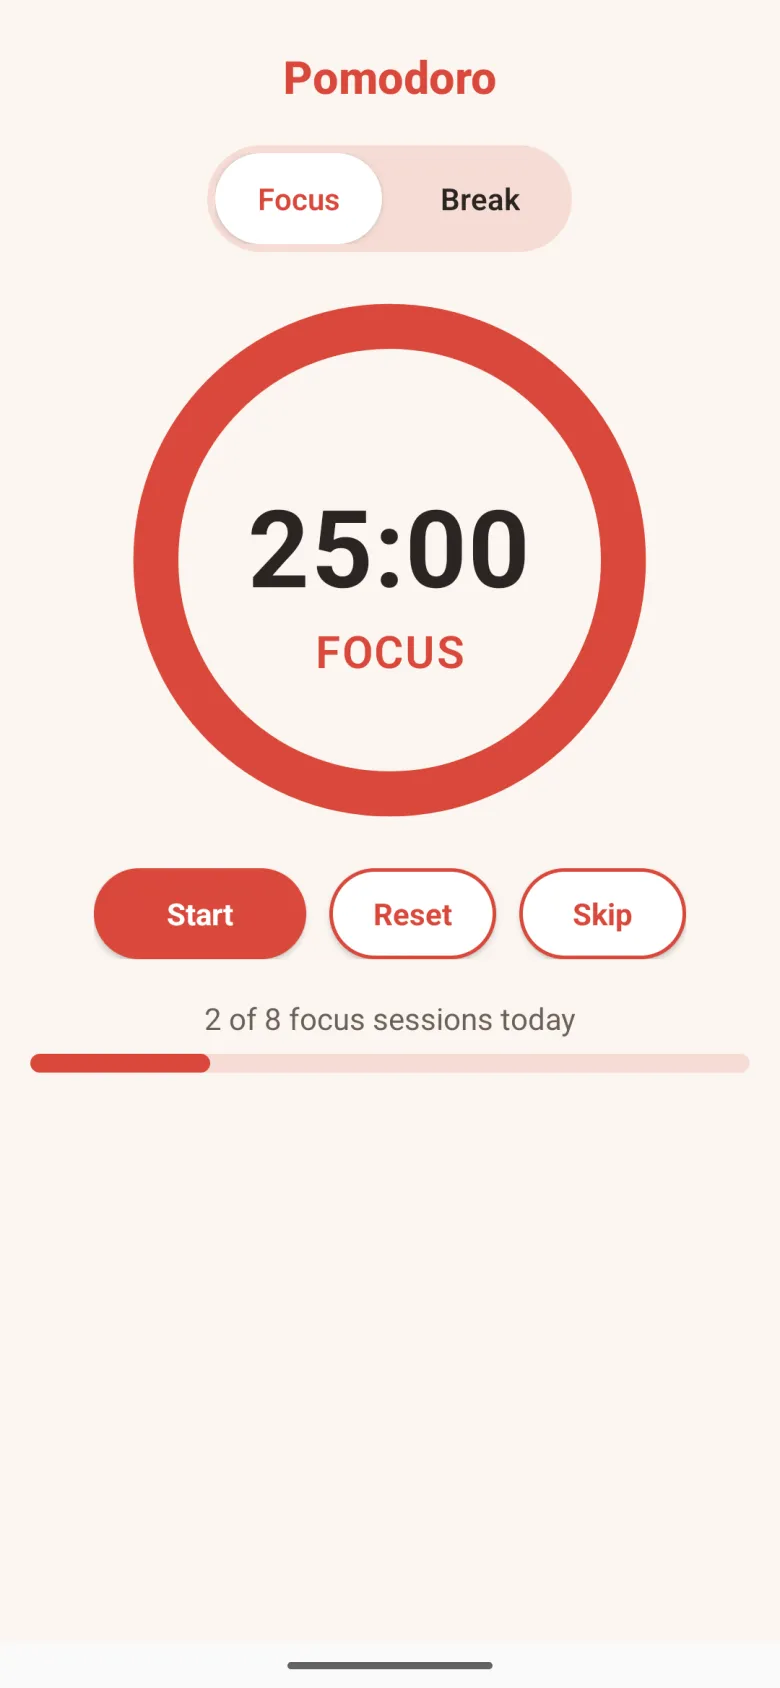 Pomodoro
Focus Break
25:00
FOCUS
Start Reset Skip
2 of 8 focus sessions today